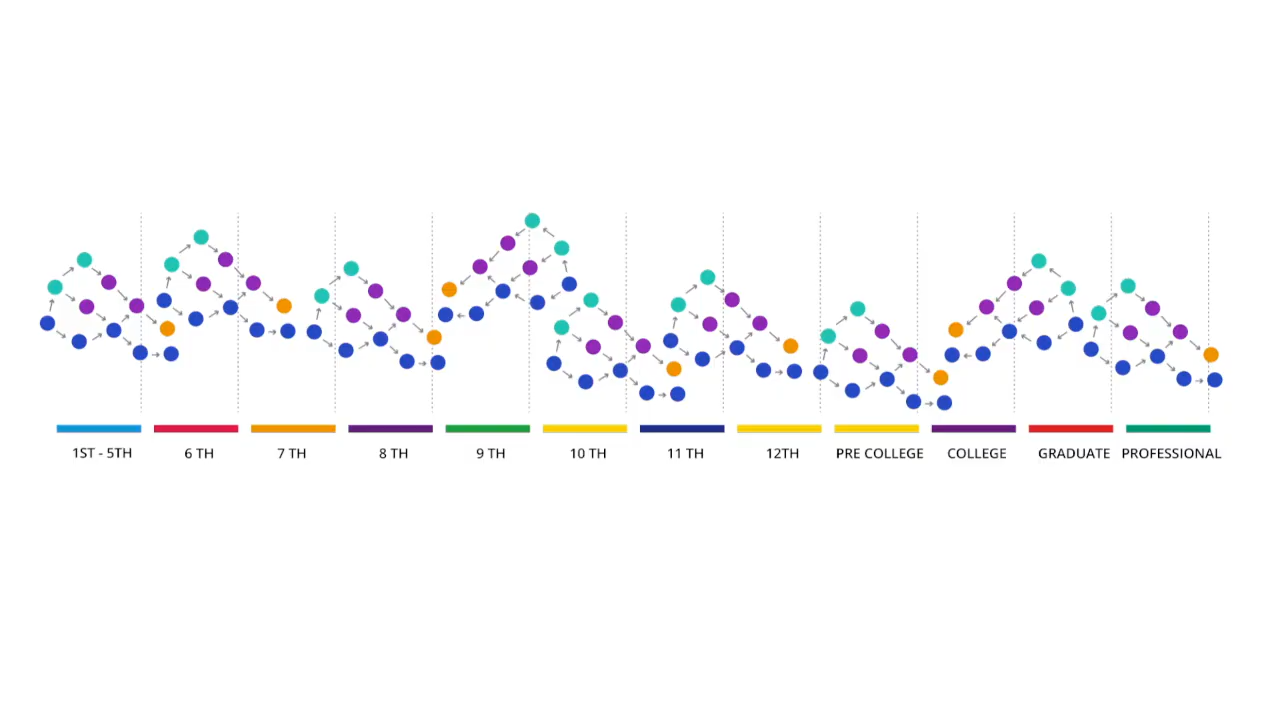 1ST - 5TH
6 TH
7 TH
8 TH
9 TH
10 TH
11 TH
12TH
PRE COLLEGE
COLLEGE
GRADUATE
PROFESSIONAL